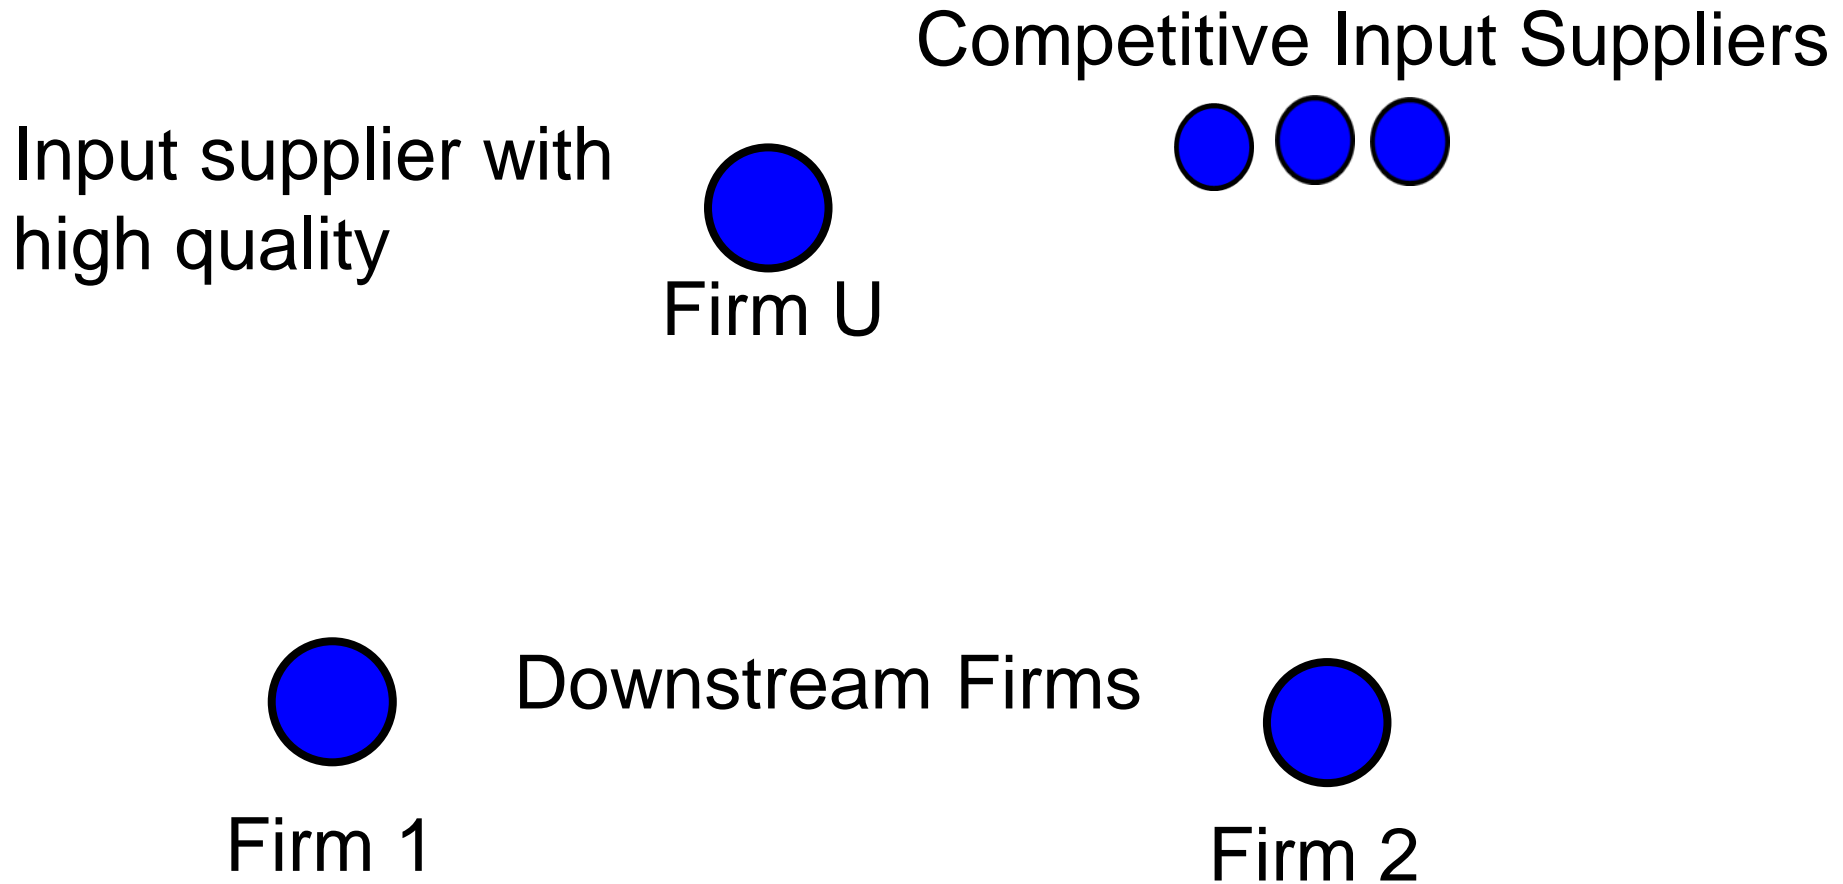 Competitive Input Suppliers
Input supplier with
high quality
Firm U
Downstream Firms
Firm 1
Firm 2